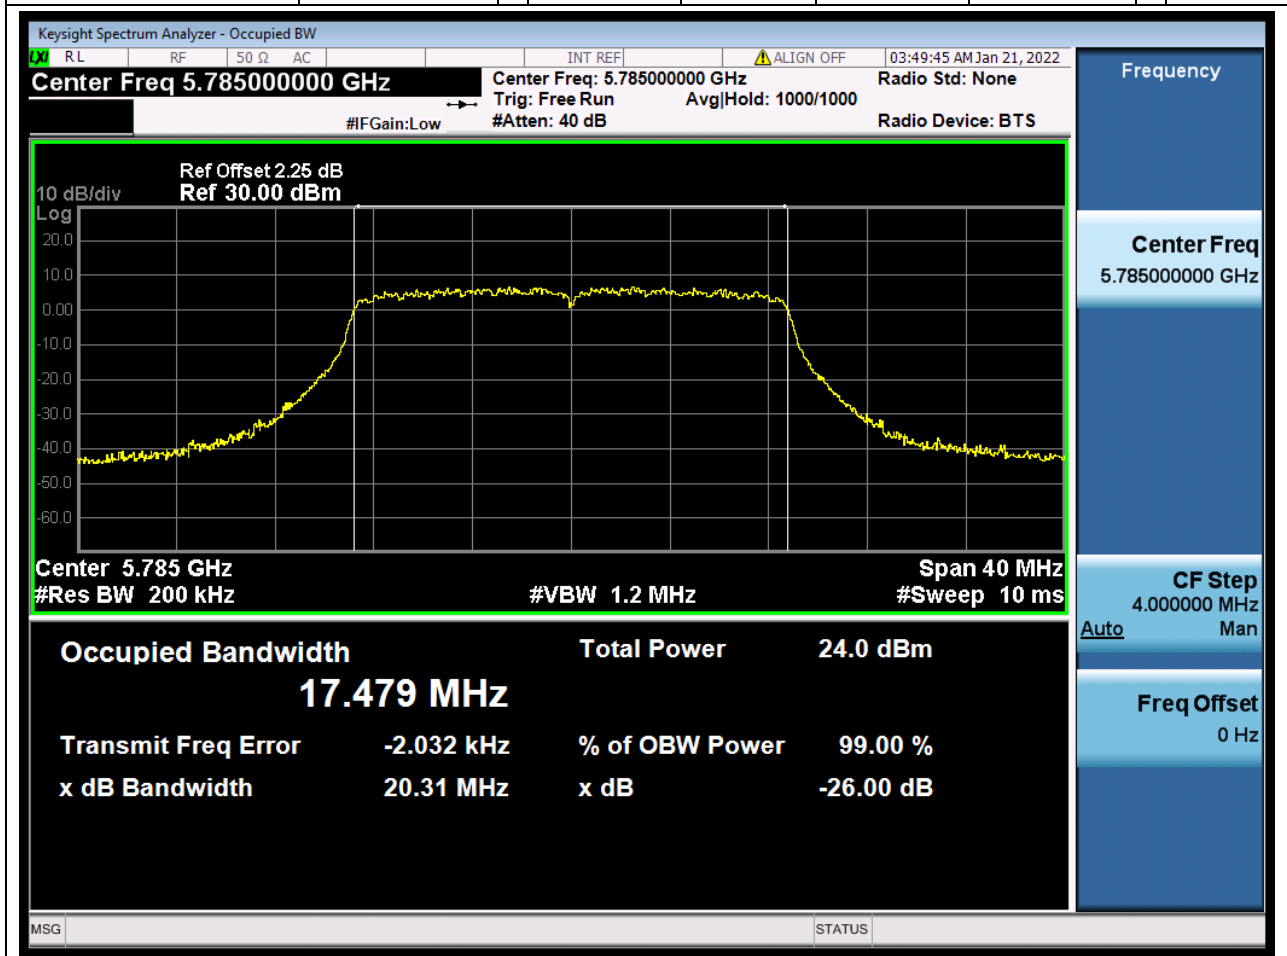 Keysight Spectrum Analyzer - Occupied BW
LXI RL RF 50 Ω AC INT REF ALIGN OFF 03:49:45 AM Jan 21, 2022
Center Freq 5.785000000 GHz
Center Freq: 5.785000000 GHz Radio Std: None
Trig: Free Run Avg|Hold: 1000/1000
#IFGain:Low #Atten: 40 dB Radio Device: BTS
Ref Offset 2.25 dB
10 dB/div Ref 30.00 dBm
Log
20.0
10.0
0.00
-10.0
-20.0
-30.0
-40.0
-50.0
-60.0
Center 5.785 GHz Span 40 MHz
#Res BW 200 kHz #VBW 1.2 MHz #Sweep 10 ms
Occupied Bandwidth Total Power 24.0 dBm
17.479 MHz
Transmit Freq Error -2.032 kHz % of OBW Power 99.00 %
x dB Bandwidth 20.31 MHz x dB -26.00 dB
Frequency
Center Freq
5.785000000 GHz
CF Step
4.000000 MHz
Auto Man
Freq Offset
0 Hz
MSG STATUS